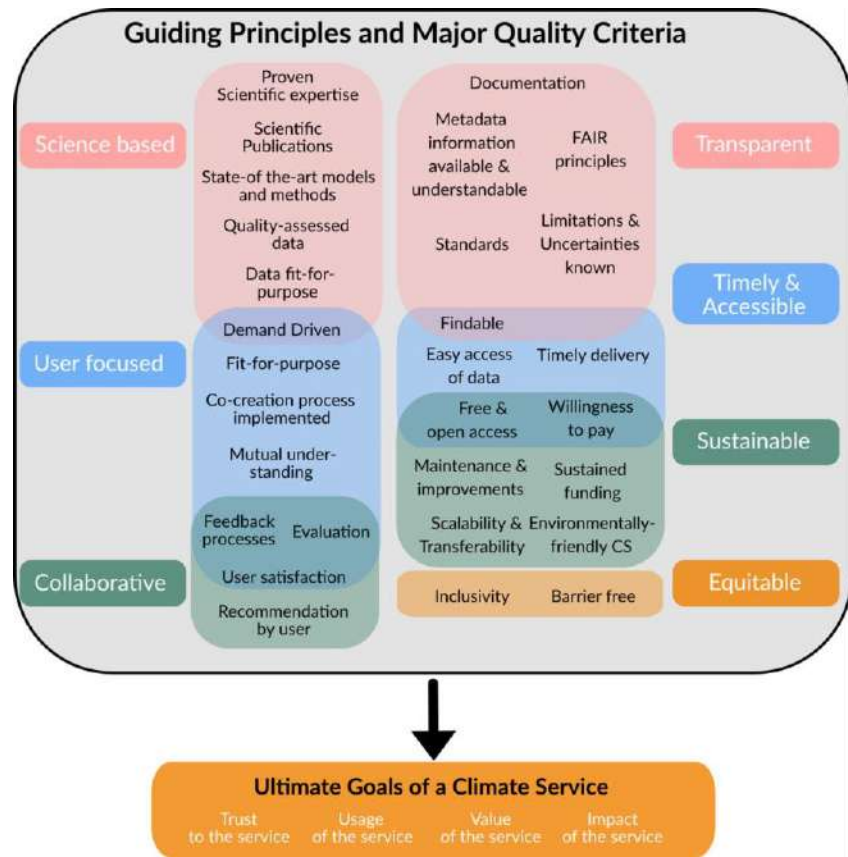 Guiding Principles and Major Quality Criteria
Science based
Proven
Scientific expertise
Scientific
Publications
State-of the-art models
and methods
Quality-assessed
data
Data fit-for-
purpose
User focused
Demand Driven
Fit-for-purpose
Co-creation process
implemented
Mutual under-
standing
Feedback
processes
Evaluation
User satisfaction
Collaborative
Recommendation
by user
Documentation
Metadata
information
available &
understandable
FAIR
principles
Standards
Limitations &
Uncertainties
known
Transparent
Findable
Easy access
of data
Timely delivery
Timely &
Accessible
Free &
open access
Willingness
to pay
Maintenance &
improvements
Sustained
funding
Scalability &
Transferability
Environmentally-
friendly CS
Sustainable
Inclusivity
Barrier free
Equitable
Ultimate Goals of a Climate Service
Trust
to the service
Usage
of the service
Value
of the service
Impact
of the service